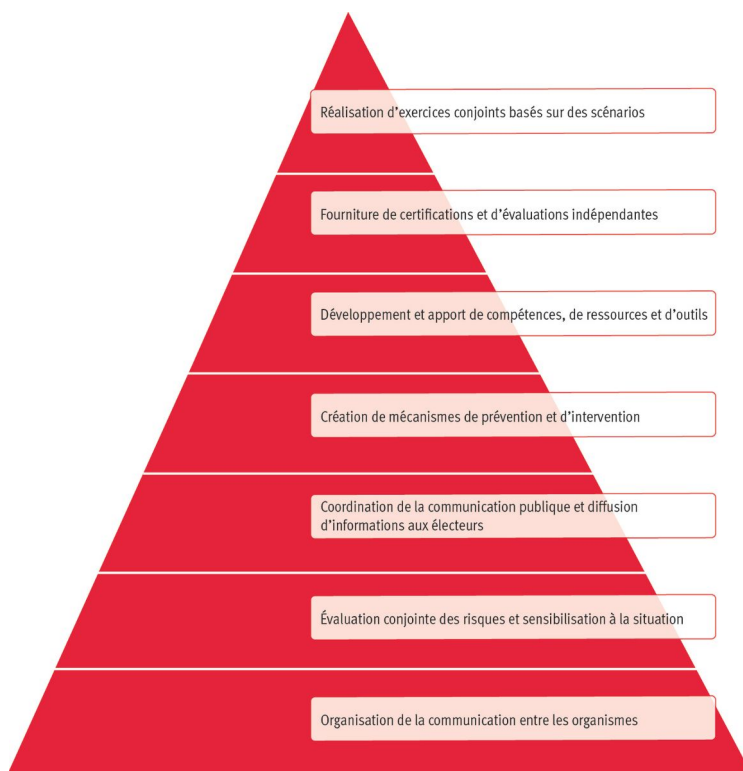 Réalisation d'exercices conjoints basés sur des scénarios
Fourniture de certifications et d'évaluations indépendantes
Développement et apport de compétences, de ressources et d'outils
Création de mécanismes de prévention et d'intervention
Coordination de la communication publique et diffusion
d'informations aux électeurs
Évaluation conjointe des risques et sensibilisation à la situation
Organisation de la communication entre les organismes